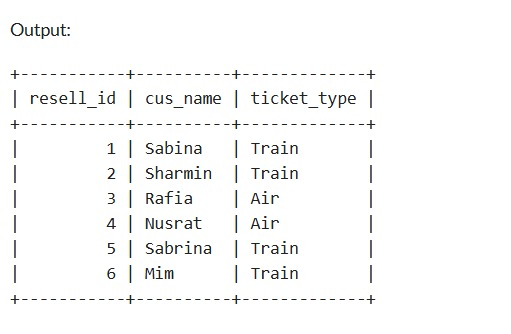 Output:
+-----------+----------+-------------+
| resell_id | cus_name | ticket_type |
+-----------+----------+-------------+
|         1 | Sabina   | Train       |
|         2 | Sharmin  | Train       |
|         3 | Rafia    | Air         |
|         4 | Nusrat   | Air         |
|         5 | Sabrina  | Train       |
|         6 | Mim      | Train       |
+-----------+----------+-------------+